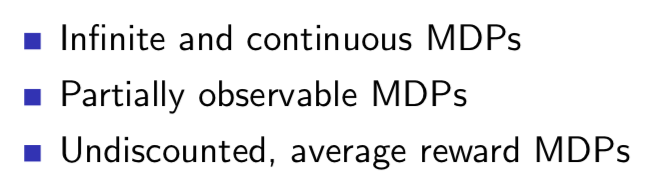 Infinite and continuous MDPs
Partially observable MDPs
Undiscounted, average reward MDPs